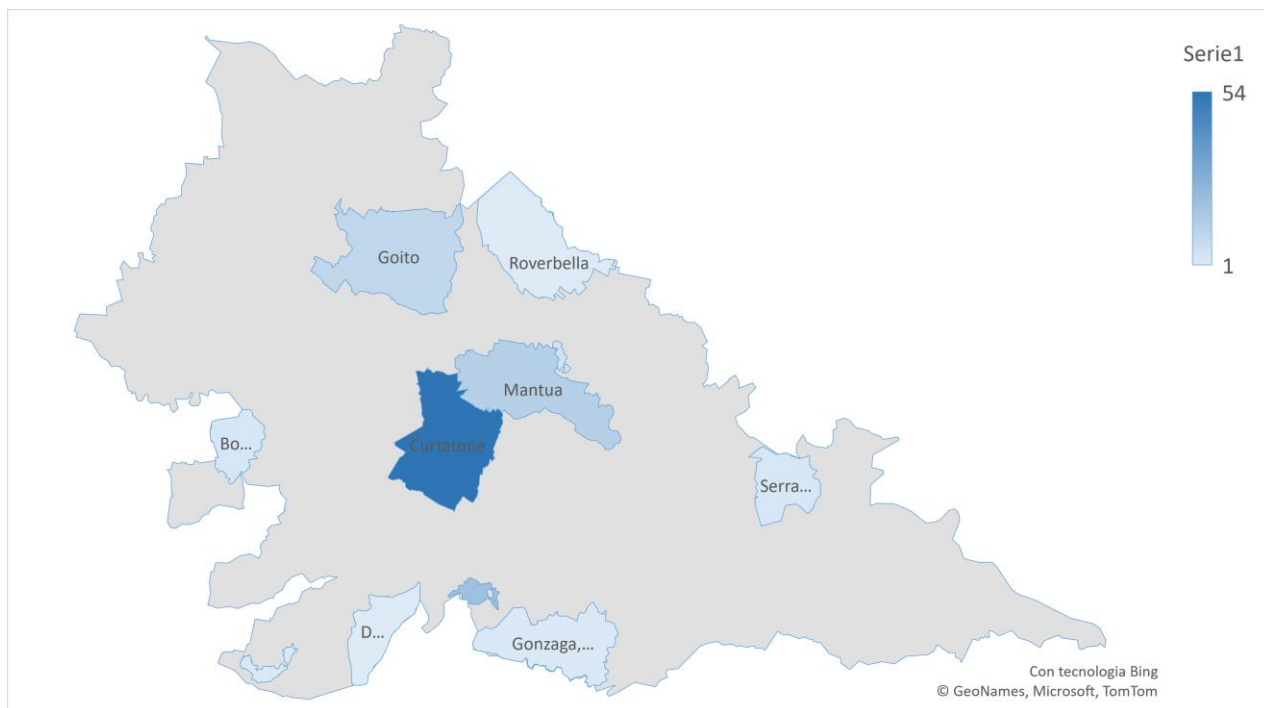 Serie1
54
1
Goito
Roverbella
Mantua
Curtatone
Bo...
Serra...
D...
Gonzaga,...
Con tecnologia Bing
© GeoNames, Microsoft, TomTom